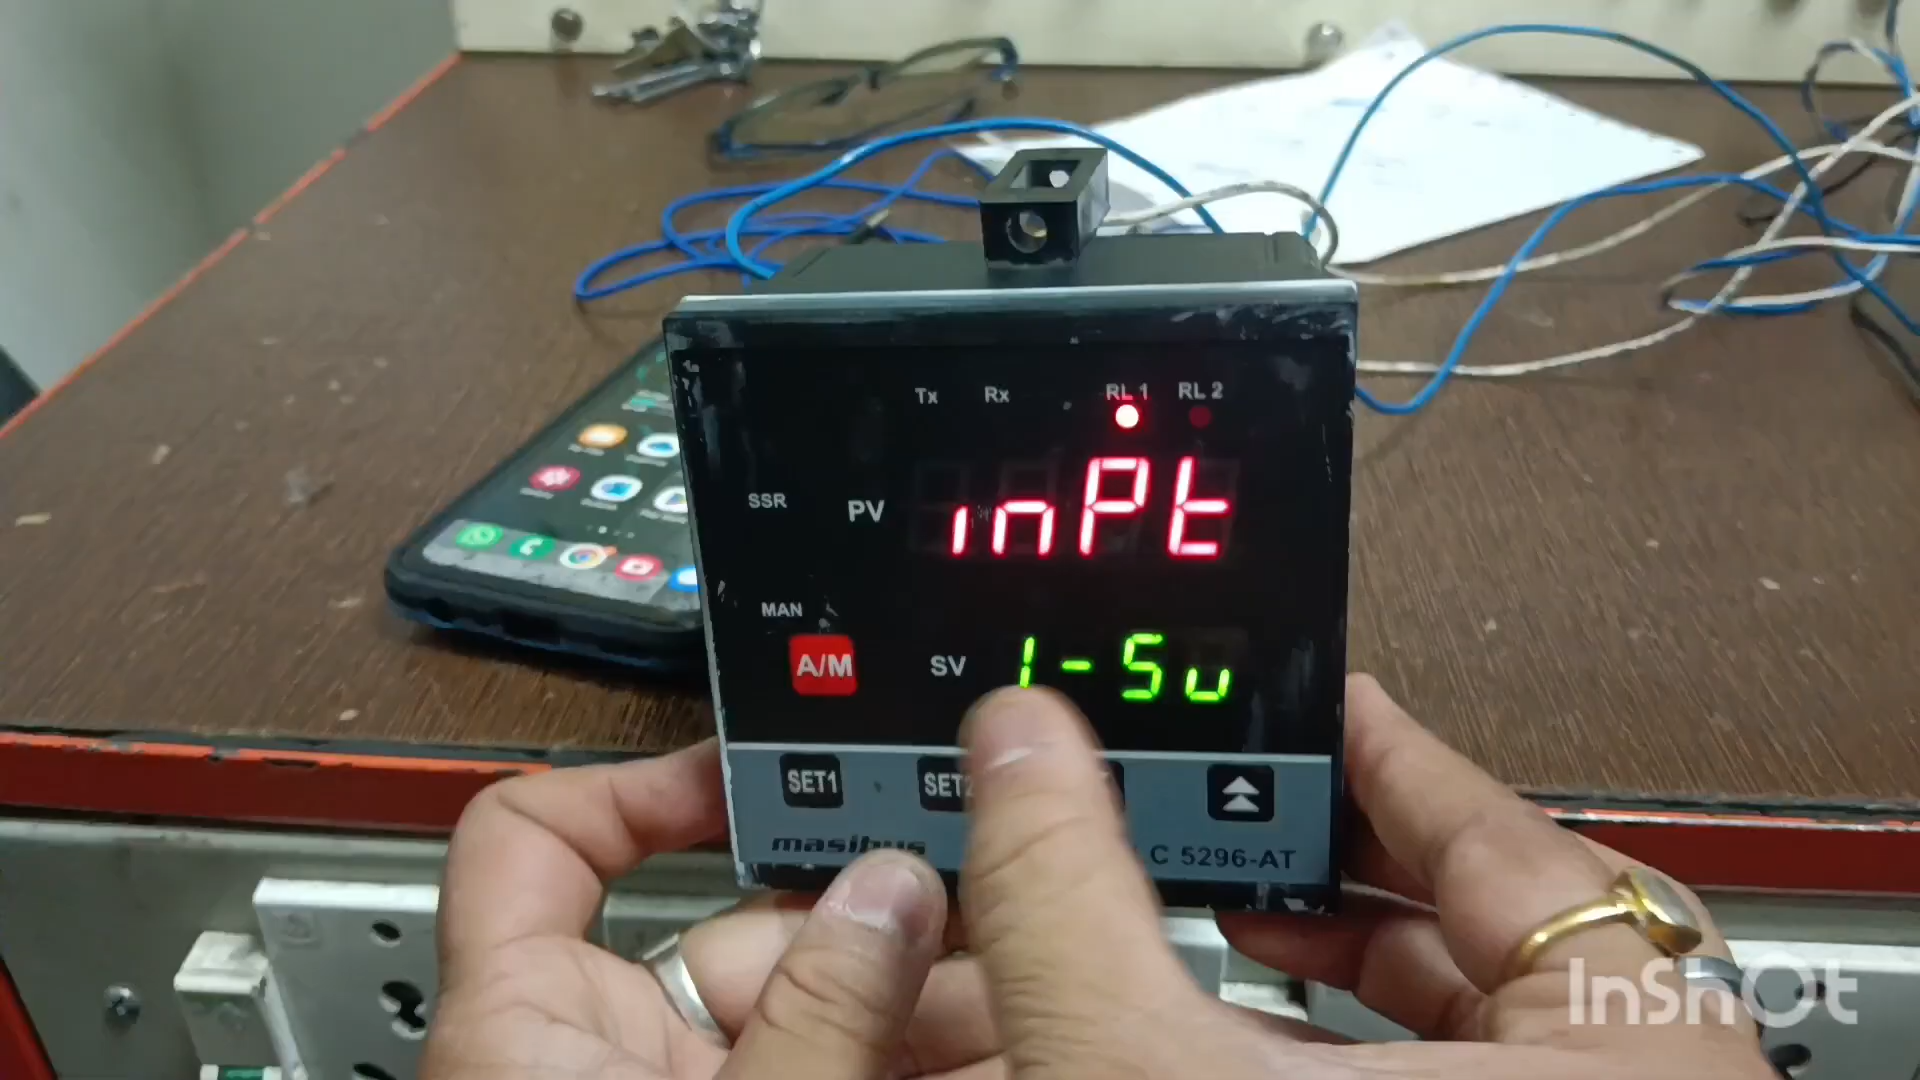 Tx Rx RL 1 RL 2
SSR PV inPt
MAN
A/M SV 1-5u
SET1 SET2
masibus C 5296-AT
InShOt